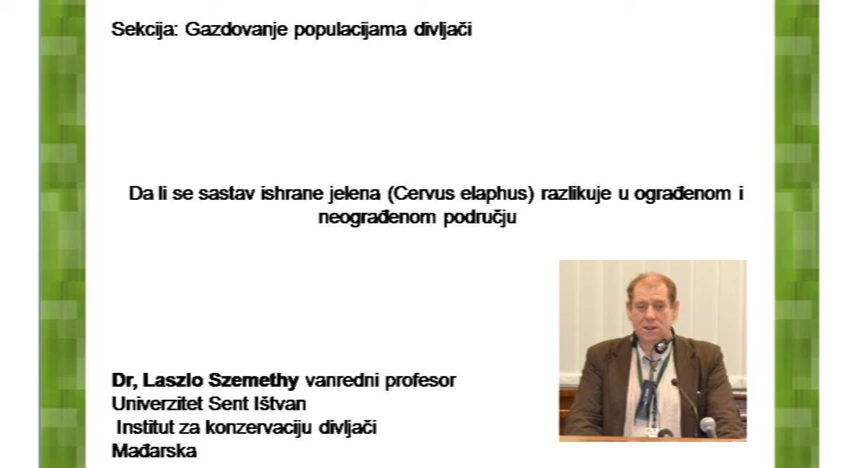 Sekcija: Gazdovanje populacijama divljači
Da li se sastav ishrane jelena (Cervus elaphus) razlikuje u ograđenom i
neograđenom području
Dr, Laszlo Szemethy vanredni profesor
Univerzitet Sent Ištvan
Institut za konzervaciju divljači
Mađarska